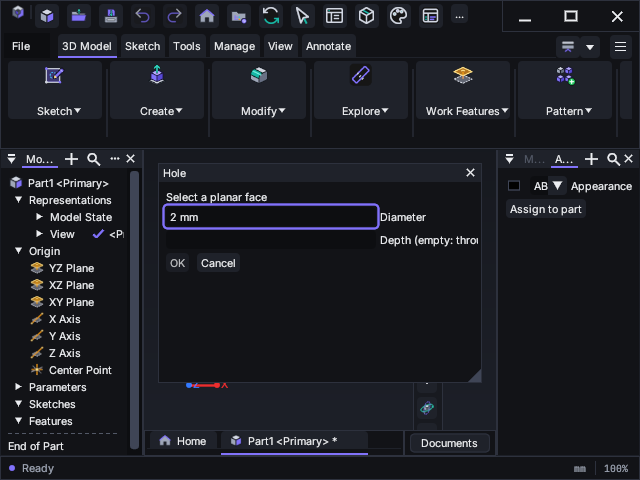 File
3D Model
Sketch
Tools
Manage
View
Annotate
Sketch
Create
Modify
Explore
Work Features
Pattern
Mo...
Part1 <Primary>
Representations
Model State
View
<P
Origin
YZ Plane
XZ Plane
XY Plane
X Axis
Y Axis
Z Axis
Center Point
Parameters
Sketches
Features
End of Part
Hole
Select a planar face
2 mm
Diameter
Depth (empty: throu
OK
Cancel
X
Home
Part1 <Primary> *
Documents
M...
A...
AB
Appearance
Assign to part
Ready
mm
100%